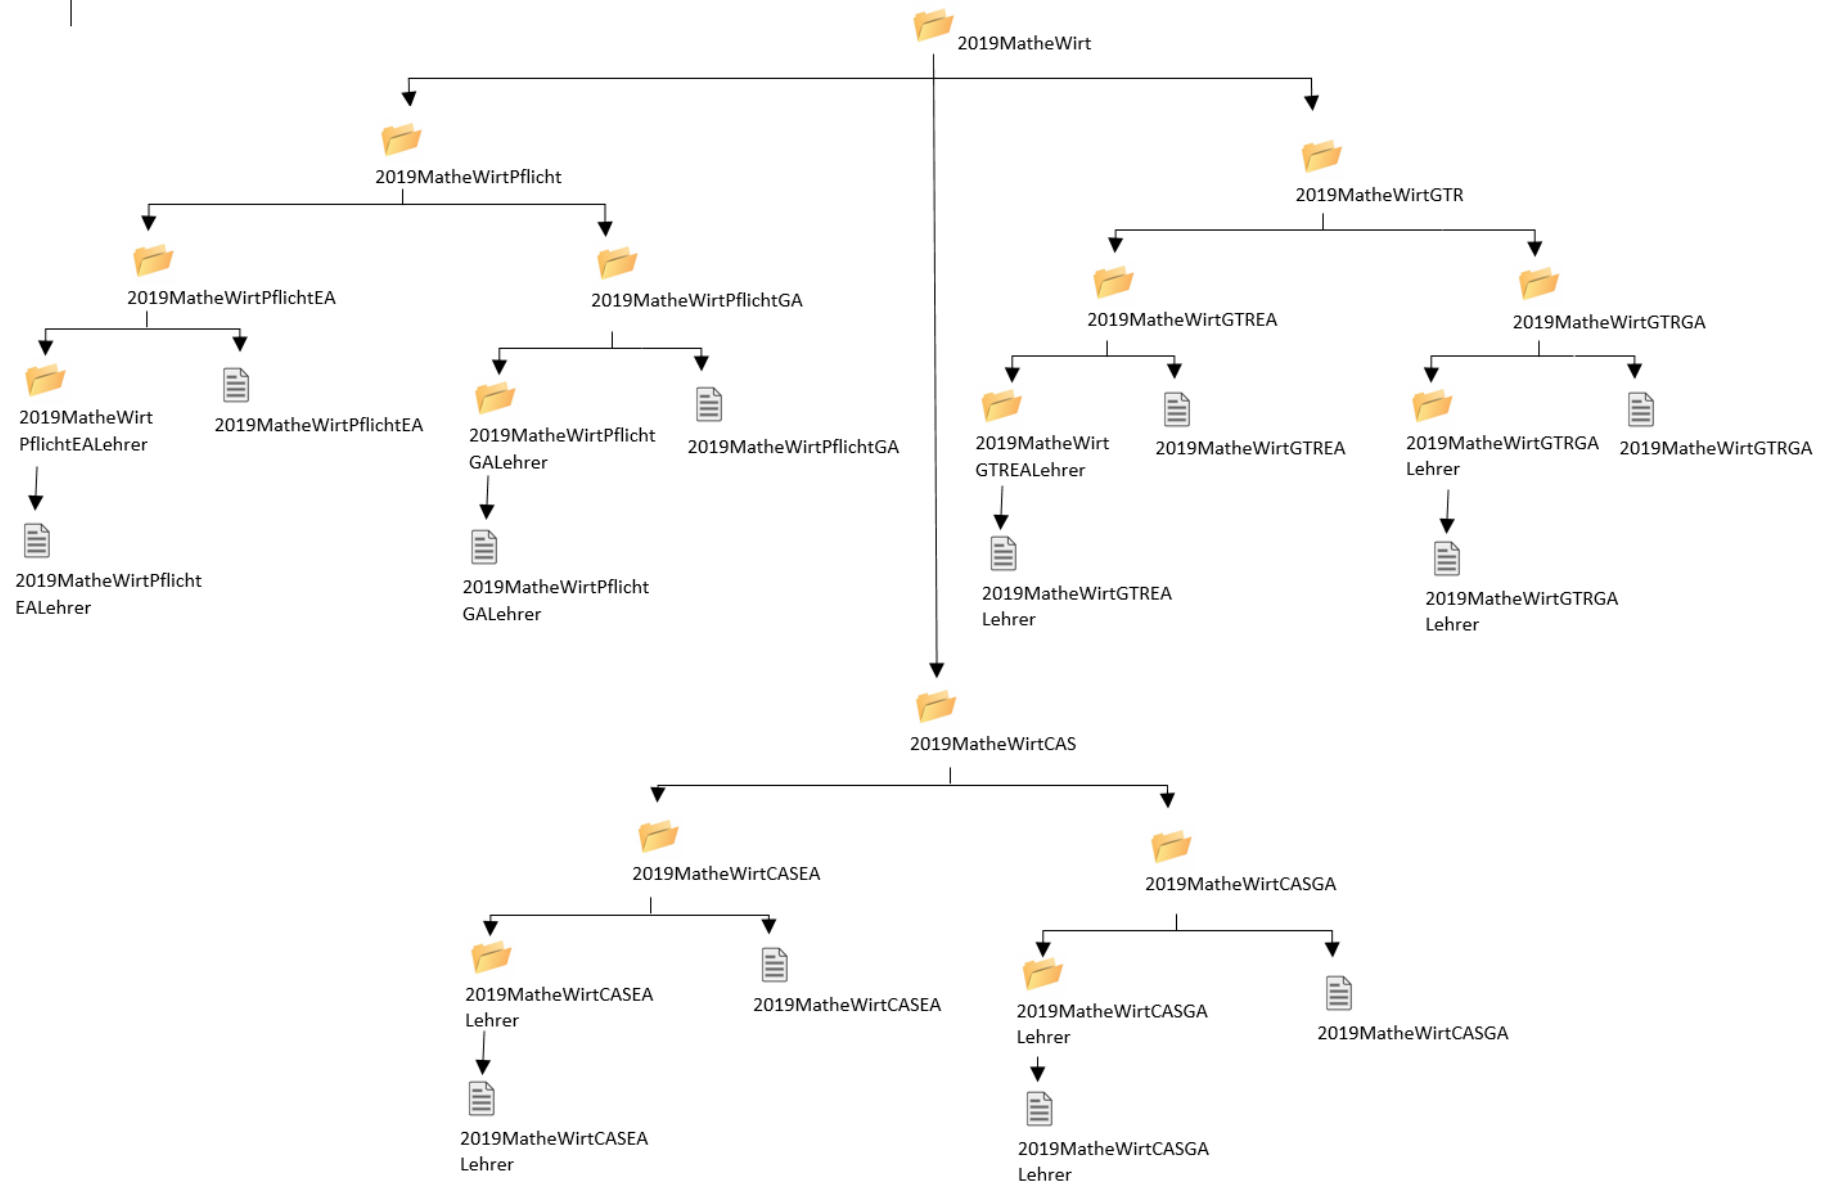 2019MatheWirt
2019MatheWirtPflicht
2019MatheWirtGTR
2019MatheWirtPflichtEA
2019MatheWirtPflichtGA
2019MatheWirtGTREA
2019MatheWirtGTRGA
2019MatheWirt
PflichtEALehrer
2019MatheWirtPflichtEA
2019MatheWirtPflicht
GALehrer
2019MatheWirtPflichtGA
2019MatheWirt
GTREALehrer
2019MatheWirtGTREA
2019MatheWirtGTRGA
Lehrer
2019MatheWirtGTRGA
2019MatheWirtPflicht
EALehrer
2019MatheWirtPflicht
GALehrer
2019MatheWirtGTREA
Lehrer
2019MatheWirtGTRGA
Lehrer
2019MatheWirtCAS
2019MatheWirtCASEA
2019MatheWirtCASGA
2019MatheWirtCASEA
Lehrer
2019MatheWirtCASEA
2019MatheWirtCASGA
Lehrer
2019MatheWirtCASGA
2019MatheWirtCASEA
Lehrer
2019MatheWirtCASGA
Lehrer